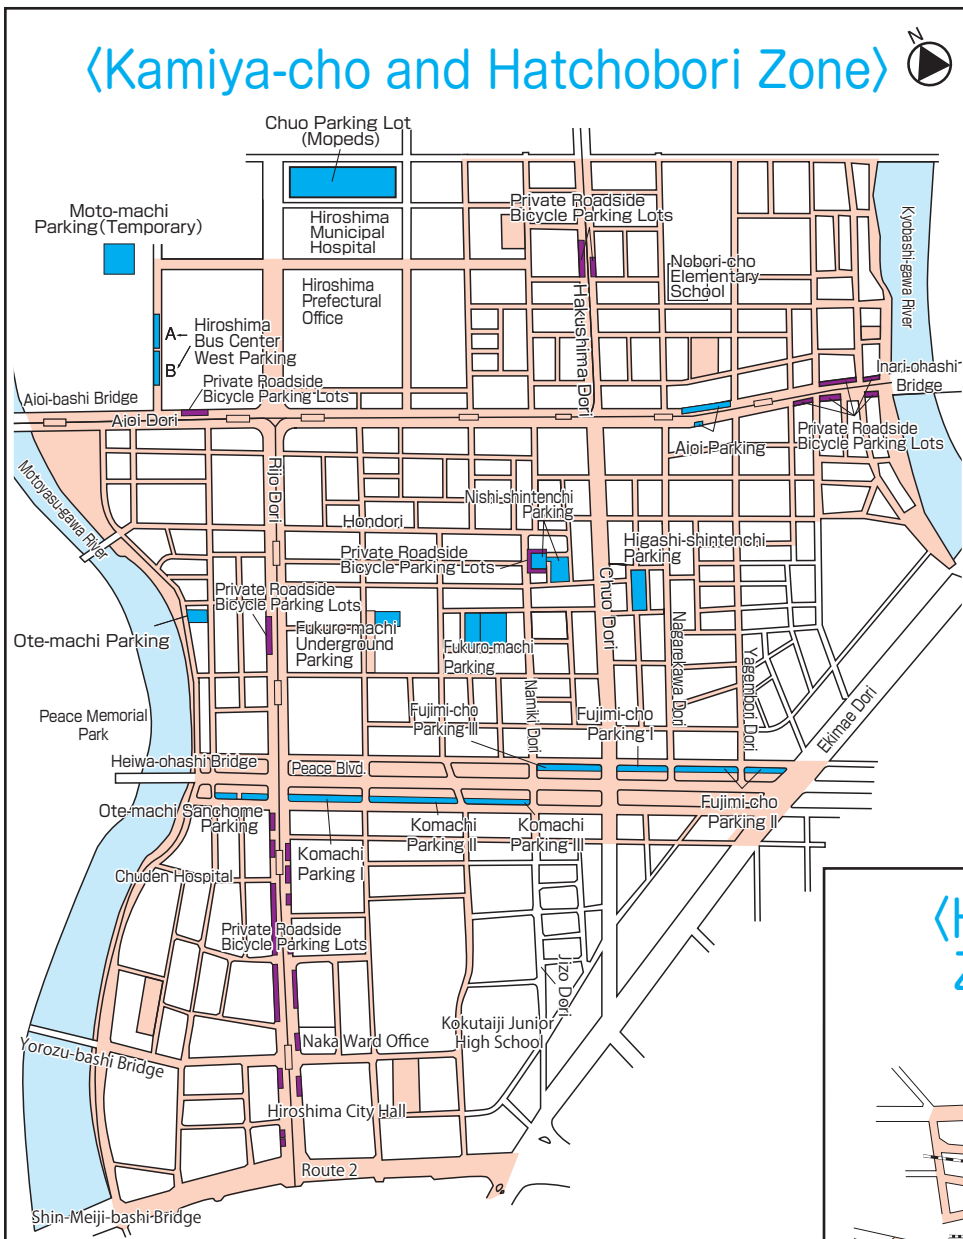 〈Kamiya-cho and Hatchobori Zone〉
N
Chuo Parking Lot
(Mopeds)
Moto-machi
Parking(Temporary)
Hiroshima
Municipal
Hospital
Private Roadside
Bicycle Parking Lots
Kyobashi-gawa River
Nobori-cho
Elementary
School
Hiroshima
Prefectural
Office
Hakushima Dori
A
B
Hiroshima
Bus Center
West Parking
Private Roadside
Bicycle Parking Lots
Inari-ohashi
Bridge
Aioi-bashi Bridge
Aioi-Dori
Private Roadside
Bicycle Parking Lots
Aioi Parking
Motoyasu-gawa River
Rijo-Dori
Nishi-shintenchi
Parking
Hondori
Higashi-shintenchi
Parking
Private Roadside
Bicycle Parking Lots
Chuo Dori
Private Roadside
Bicycle Parking Lots
Ote-machi Parking
Fukuro-machi
Underground
Parking
Fukuro-machi
Parking
Nagarekawa Dori
Yagembori Dori
Namiki Dori
Ekimae Dori
Peace Memorial
Park
Fujimi-cho
Parking III
Fujimi-cho
Parking I
Heiwa-ohashi Bridge
Peace Blvd.
Fujimi-cho
Parking II
Ote-machi Sanchome
Parking
Komachi
Parking I
Komachi
Parking II
Komachi
Parking III
Chuden Hospital
Private Roadside
Bicycle Parking Lots
Jizo Dori
Kokutaiji Junior
High School
Naka Ward Office
Yorozu-bashi Bridge
Hiroshima City Hall
Route 2
Shin-Meiji-bashi Bridge